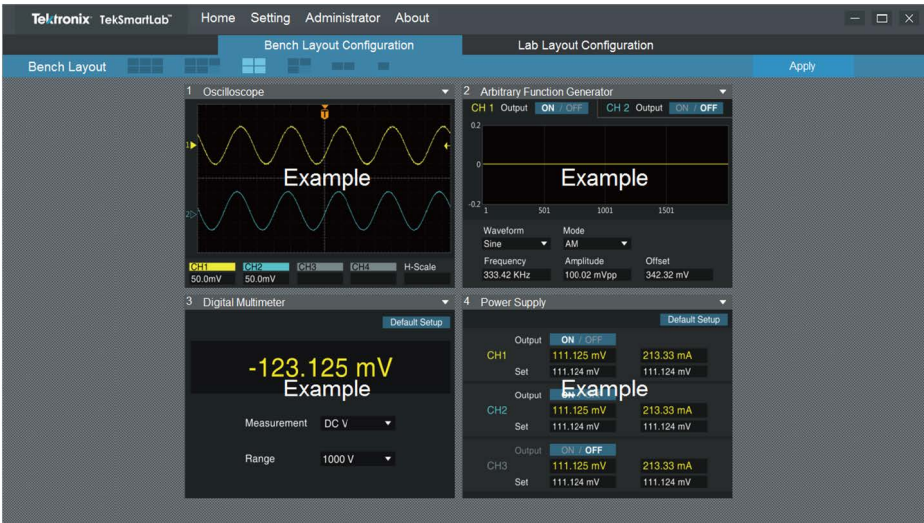 Tektronix TekSmartLab™ Home Setting Administrator About
Bench Layout Configuration Lab Layout Configuration
Bench Layout Apply
1 Oscilloscope
T
1
Example
2
CH1 CH2 CH3 CH4 H-Scale
50.0mV 50.0mV
2 Arbitrary Function Generator
CH 1 Output ON / OFF CH 2 Output ON / OFF
0.2
0
Example
-0.2
1 501 1001 1501
Waveform Mode
Sine AM
Frequency Amplitude Offset
333.42 KHz 100.02 mVpp 342.32 mV
3 Digital Multimeter
Default Setup
-123.125 mV
Example
Measurement DC V
Range 1000 V
4 Power Supply
Default Setup
Output ON / OFF
CH1 111.125 mV 213.33 mA
Set 111.124 mV 111.124 mV
Example
Output ON / OFF
CH2 111.125 mV 213.33 mA
Set 111.124 mV 111.124 mV
Output ON / OFF
CH3 111.125 mV 213.33 mA
Set 111.124 mV 111.124 mV